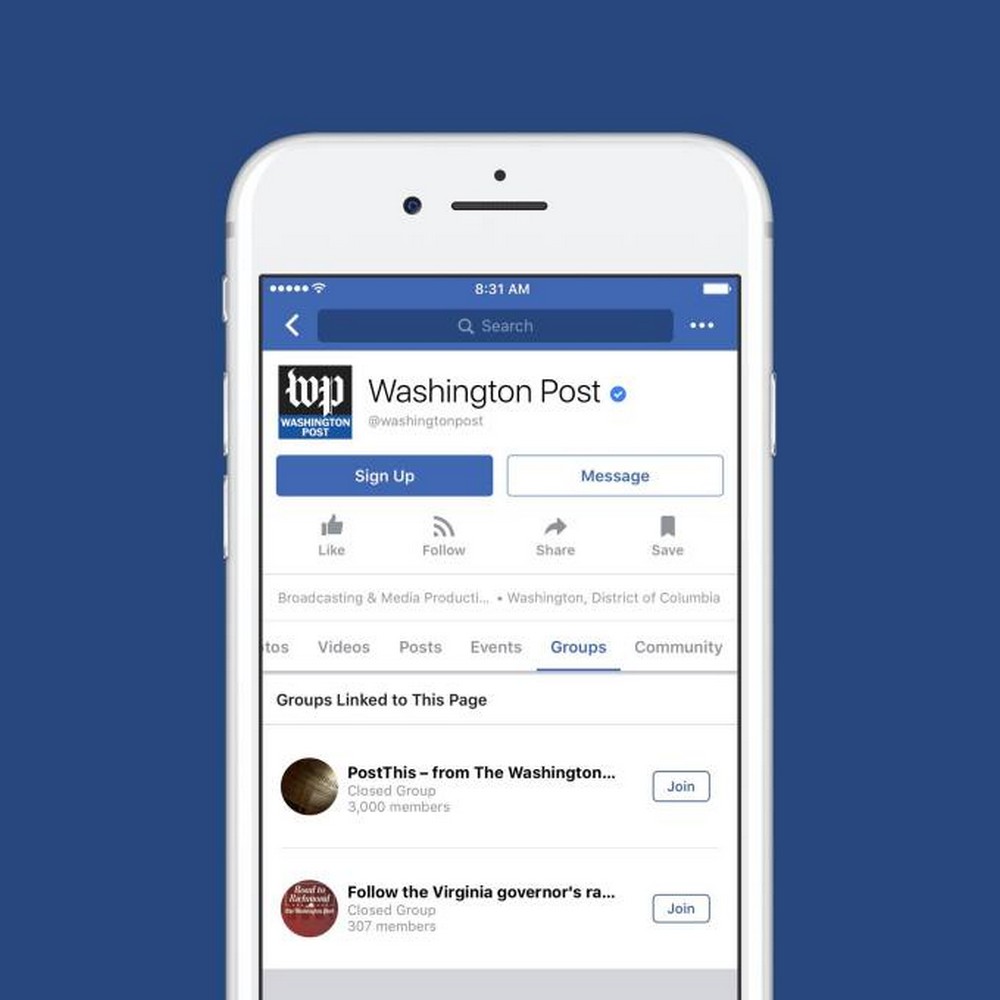 8:31 AM
Search
wp
WASHINGTON
POST
Washington Post
@washingtonpost
Sign Up
Message
Like
Follow
Share
Save
Broadcasting & Media Producti... • Washington, District of Columbia
tos
Videos
Posts
Events
Groups
Community
Groups Linked to This Page
PostThis – from The Washington...
Closed Group
3,000 members
Join
Road to
Richmond
The Washington Post
Follow the Virginia governor's ra...
Closed Group
307 members
Join